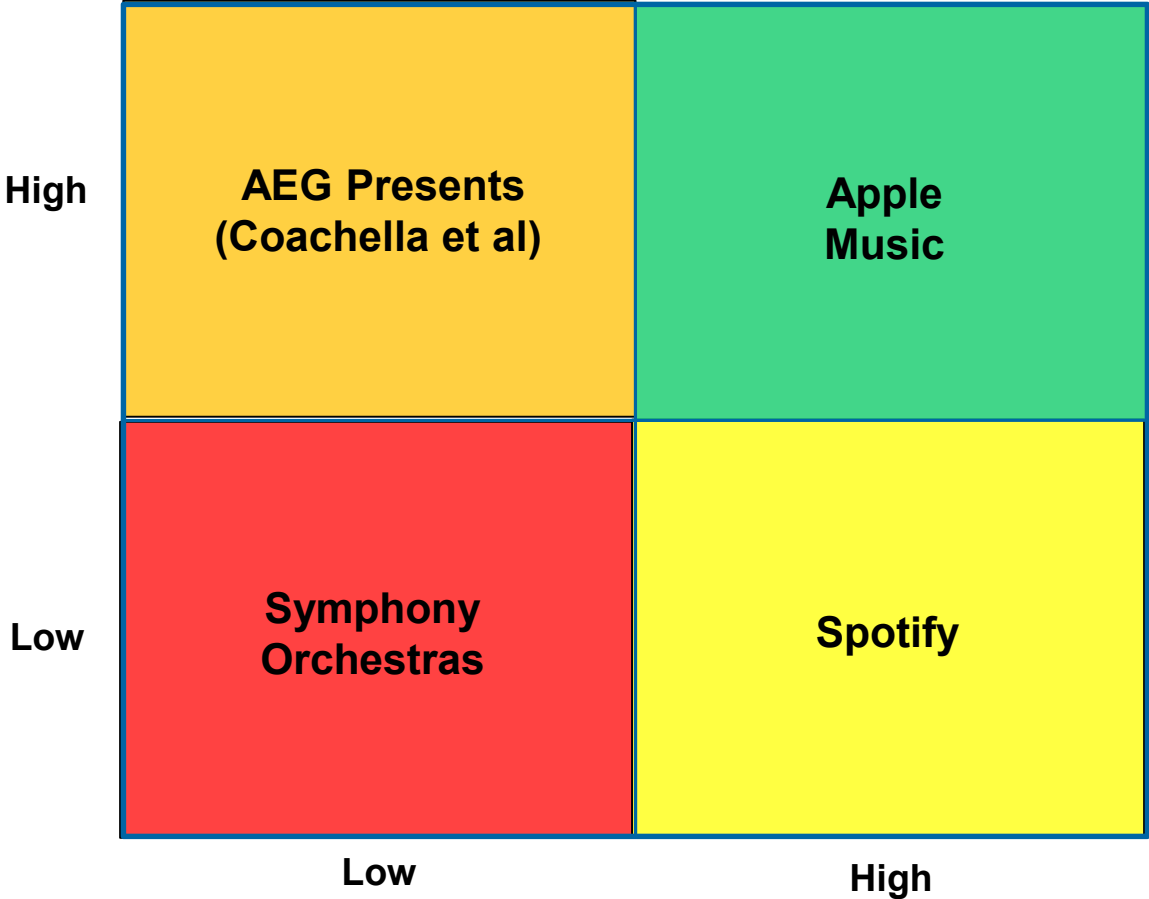 High
AEG Presents
(Coachella et al)
Apple
Music
Low
Symphony
Orchestras
Spotify
Low
High